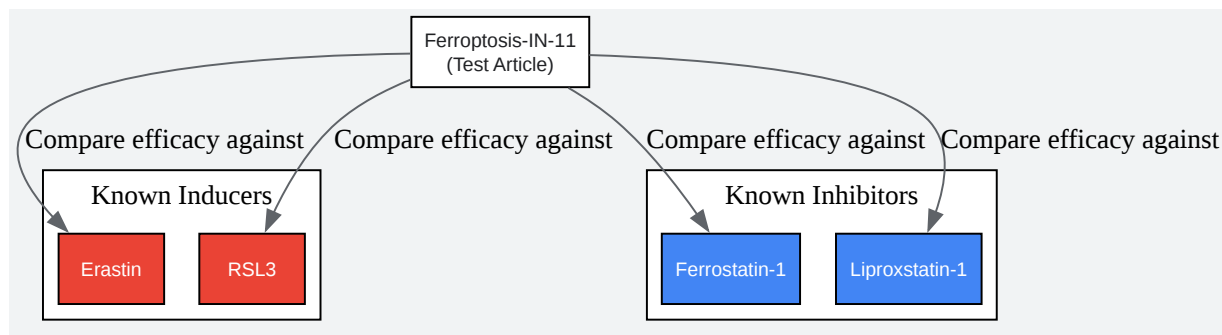 Ferroptosis-IN-11
(Test Article)
Compare efficacy against
Compare efficacy against
Compare efficacy against
Compare efficacy against
Known Inducers
Known Inhibitors
Erastin
RSL3
Ferrostatin-1
Liproxstatin-1